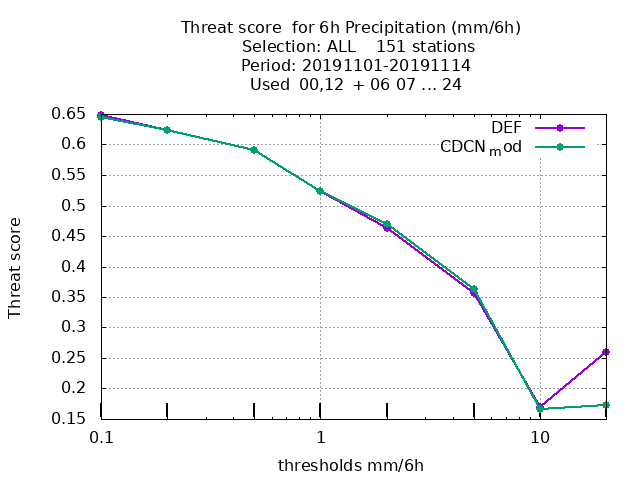 Threat score  for 6h Precipitation (mm/6h)
Selection: ALL    151 stations
Period: 20191101-20191114
Used  00,12  + 06 07 ... 24
DEF
CDCN_mod
Threat score
0.65
0.6
0.55
0.5
0.45
0.4
0.35
0.3
0.25
0.2
0.15
0.1 1 10
thresholds mm/6h